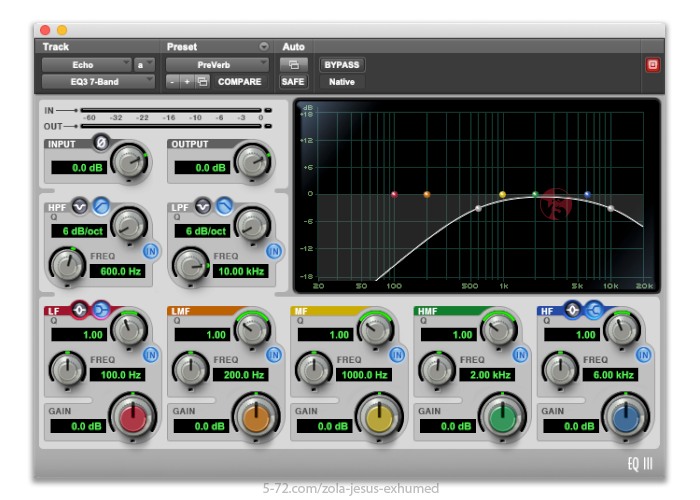 Track Preset Auto
Echo a PreVerb BYPASS
EQ3 7-Band - + COMPARE SAFE Native
IN -60 -32 -22 -16 -10 -6 -3 0
OUT
INPUT Ø OUTPUT
0.0 dB 0.0 dB
HPF LPF
Q Q
6 dB/oct 6 dB/oct
IN IN
FREQ FREQ
600.0 Hz 10.00 kHz
dB
+18
+12
+6
0
-6
-12
-18
20 50 100 500 1k 5k 10k 20k
LF LMF MF HMF HF
Q Q Q Q Q
1.00 1.00 1.00 1.00 1.00
IN IN IN IN IN
FREQ FREQ FREQ FREQ FREQ
100.0 Hz 200.0 Hz 1000.0 Hz 2.00 kHz 6.00 kHz
GAIN GAIN GAIN GAIN GAIN
0.0 dB 0.0 dB 0.0 dB 0.0 dB 0.0 dB
EQ III
5-72.com/zola-jesus-exhumed